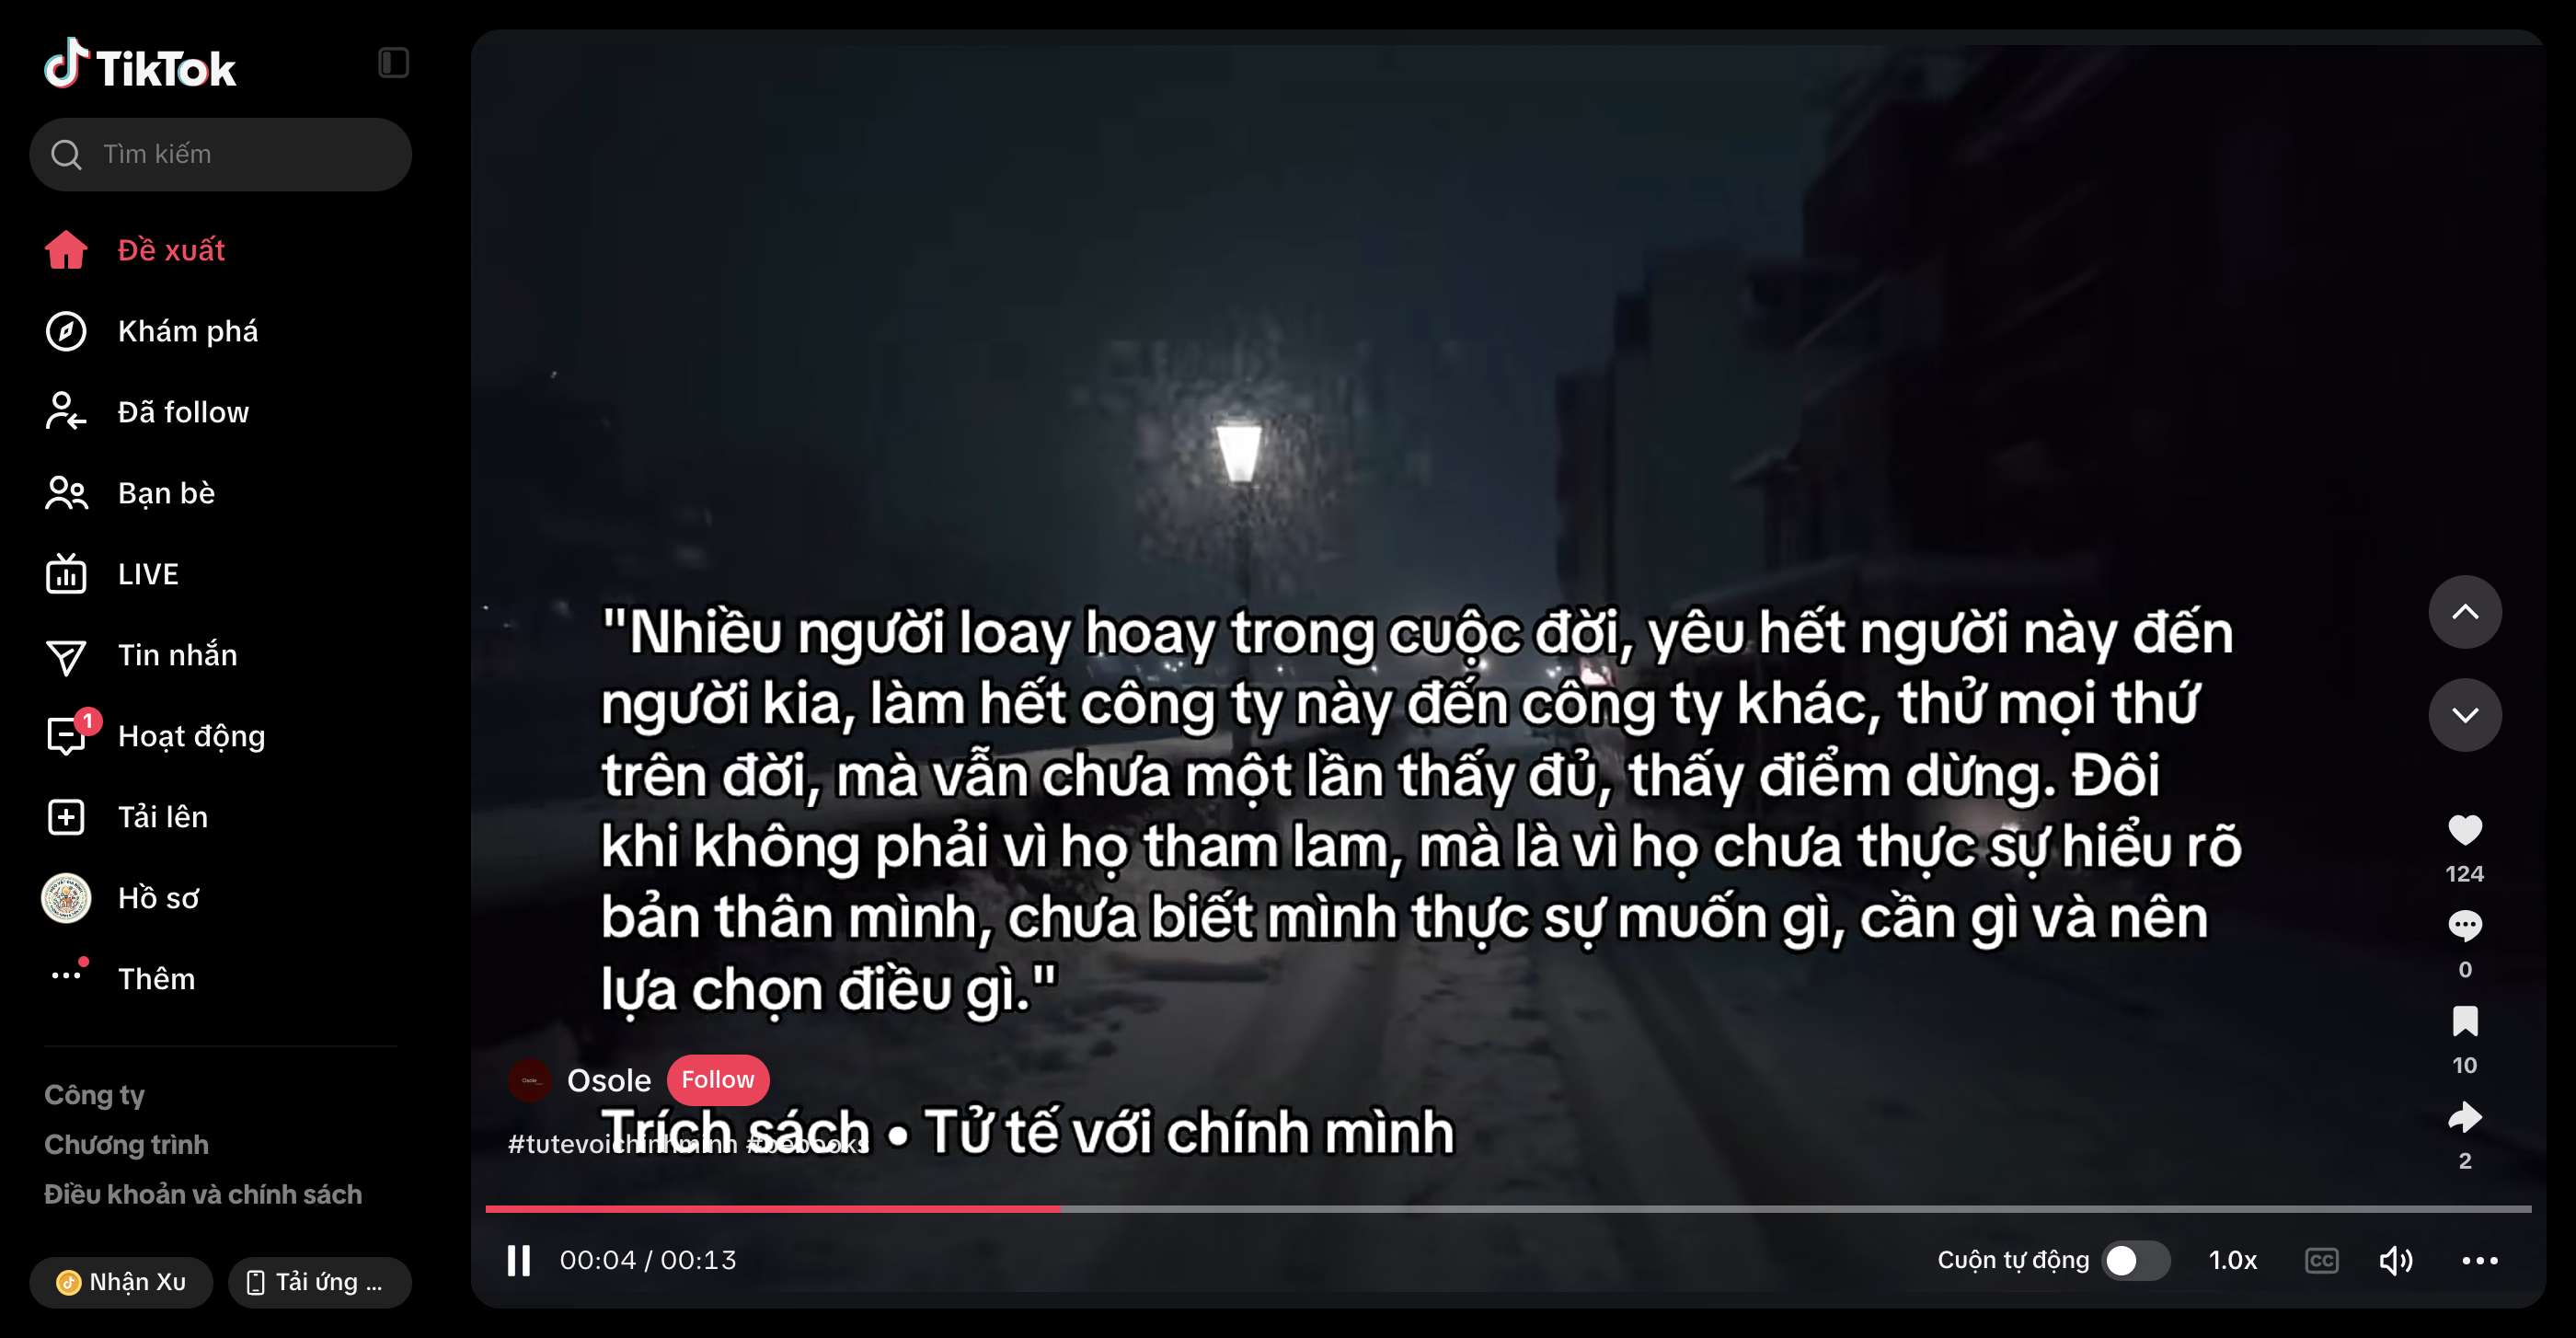 TikTok
Tìm kiếm
Đề xuất
Khám phá
Đã follow
Bạn bè
LIVE
Tin nhắn
1
Hoạt động
Tải lên
Hồ sơ
Thêm
Công ty
Chương trình
Điều khoản và chính sách
Nhận Xu
Tải ứng ...
"Nhiều người loay hoay trong cuộc đời, yêu hết người này đến
người kia, làm hết công ty này đến công ty khác, thử mọi thứ
trên đời, mà vẫn chưa một lần thấy đủ, thấy điểm dừng. Đôi
khi không phải vì họ tham lam, mà là vì họ chưa thực sự hiểu rõ
bản thân mình, chưa biết mình thực sự muốn gì, cần gì và nên
lựa chọn điều gì."
Osole
Follow
Trích sách • Tử tế với chính mình
#tutevoichinhminh #bebooks
124
0
10
2
00:04 / 00:13
Cuộn tự động
1.0x
CC